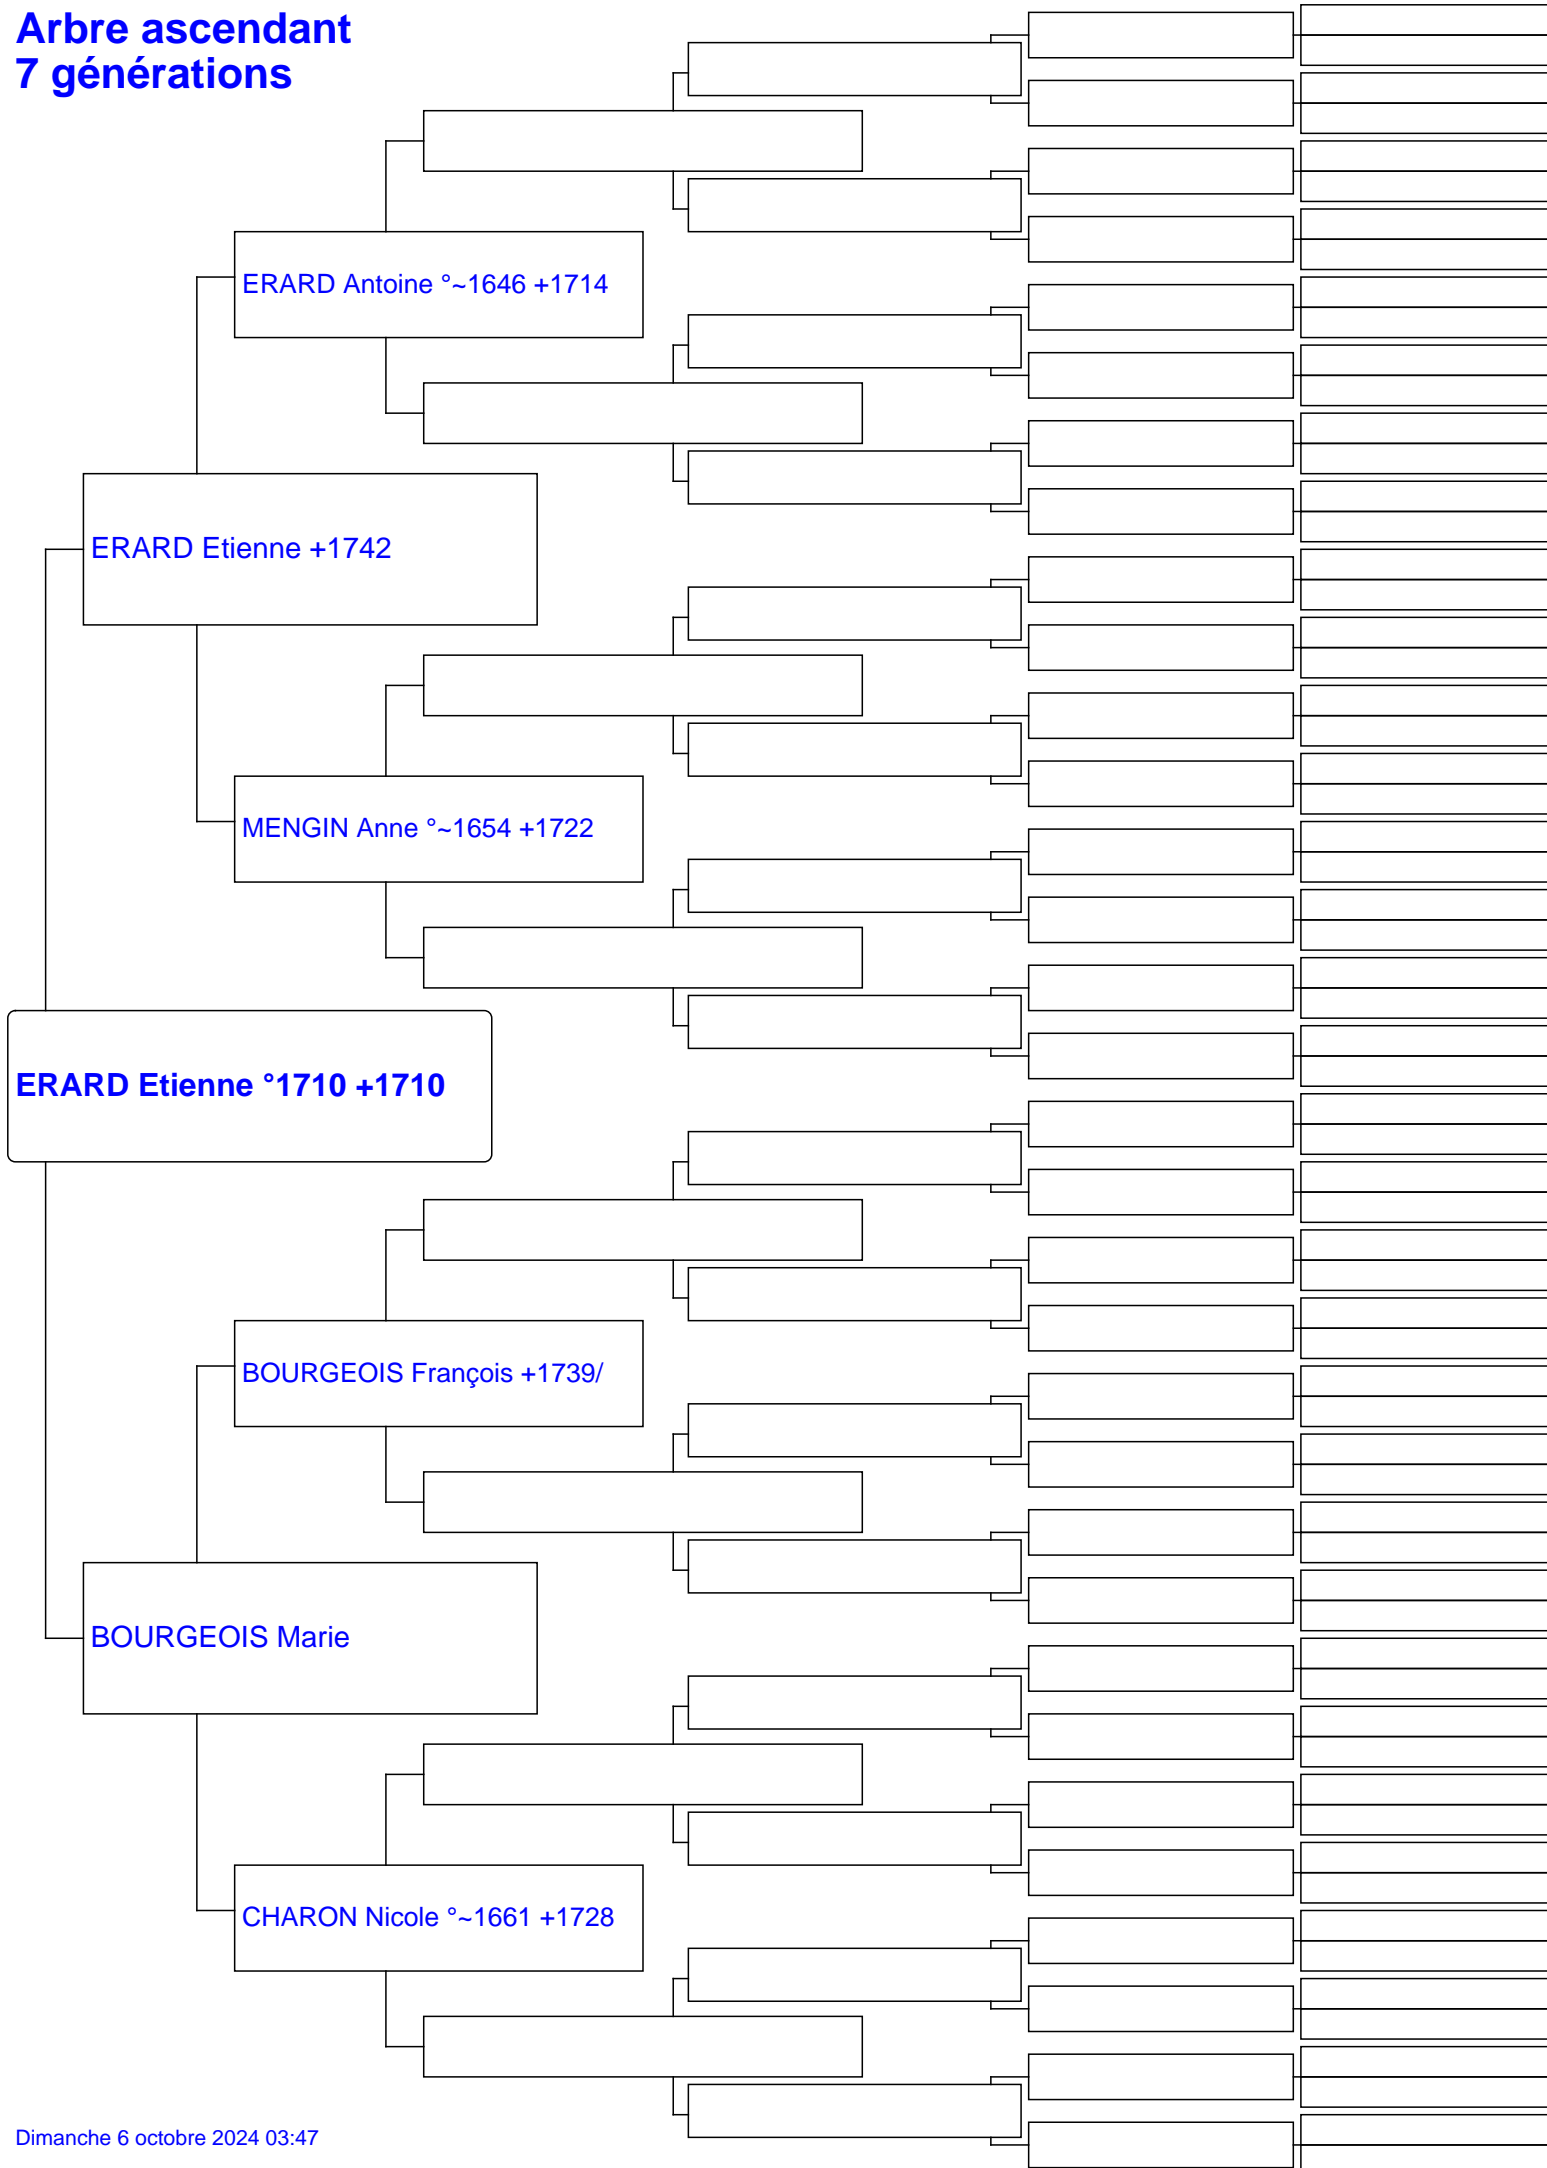 Arbre ascendant
7 générations
ERARD Antoine °~1646 +1714
ERARD Etienne +1742
MENGIN Anne °~1654 +1722
ERARD Etienne °1710 +1710
BOURGEOIS François +1739/
BOURGEOIS Marie
CHARON Nicole °~1661 +1728
Dimanche 6 octobre 2024 03:47